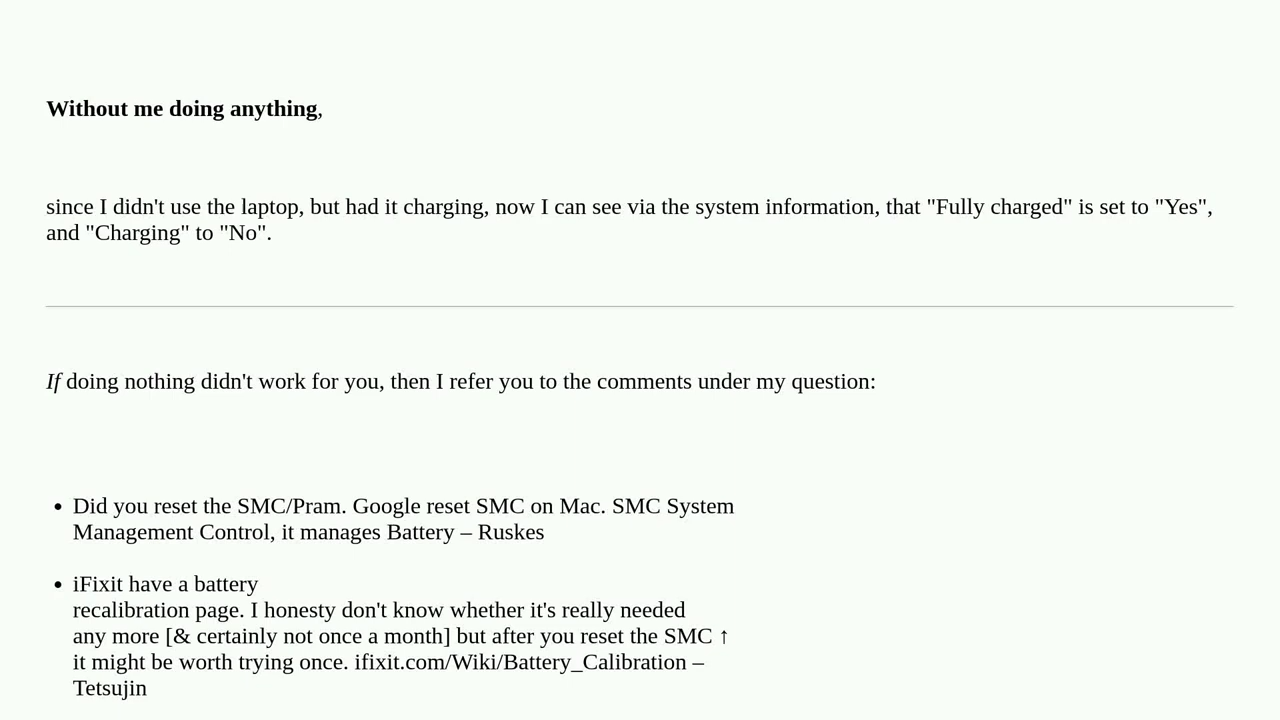 Without me doing anything,
since I didn't use the laptop, but had it charging, now I can see via the system information, that "Fully charged" is set to "Yes",
and "Charging" to "No".
If doing nothing didn't work for you, then I refer you to the comments under my question:
• Did you reset the SMC/Pram. Google reset SMC on Mac. SMC System
Management Control, it manages Battery – Ruskes
• iFixit have a battery
recalibration page. I honesty don't know whether it's really needed
any more [& certainly not once a month] but after you reset the SMC ↑
it might be worth trying once. ifixit.com/Wiki/Battery_Calibration –
Tetsujin